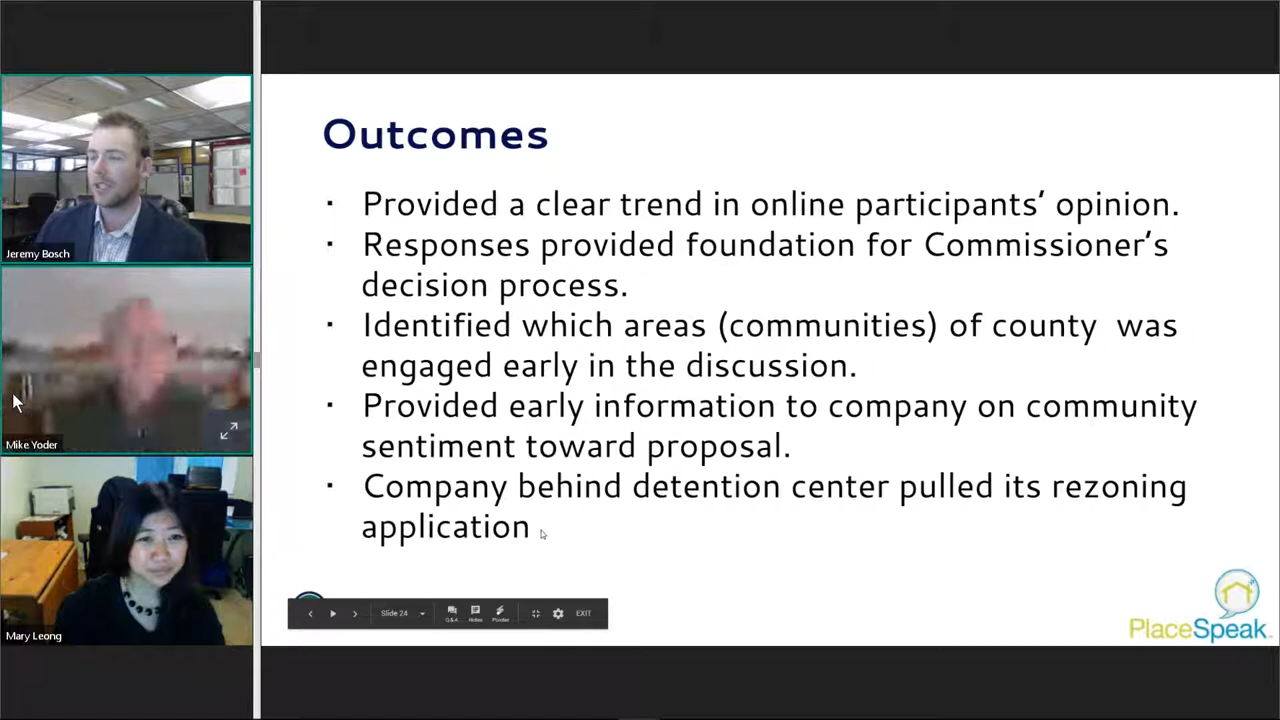 Jeremy Bosch
Mike Yoder
Mary Leong
Outcomes
· Provided a clear trend in online participants’ opinion.
· Responses provided foundation for Commissioner’s
decision process.
· Identified which areas (communities) of county  was
engaged early in the discussion.
· Provided early information to company on community
sentiment toward proposal.
· Company behind detention center pulled its rezoning
application
Slide 24
Q&A
Notes
Pointer
EXIT
PlaceSpeak